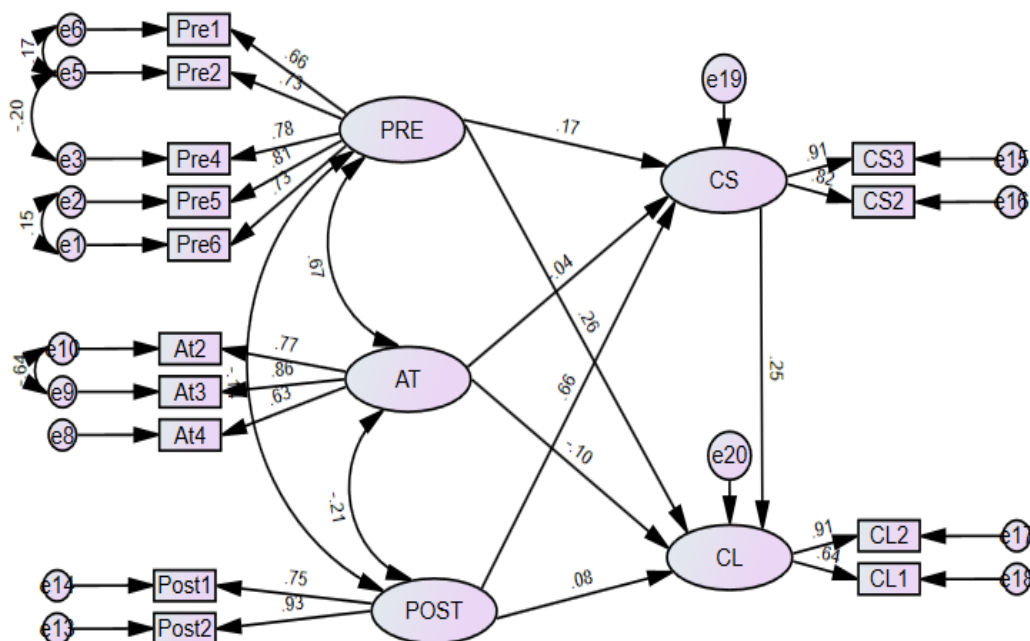 e6
Pre1
.17
.66
e5
Pre2
.73
e19
-.20
PRE
.17
.78
e3
Pre4
.81
.91
CS3
e15
CS
.82
e2
Pre5
.73
CS2
e16
.15
e1
Pre6
.67
-.04
.26
e10
At2
.77
-.64
.86
AT
.66
.25
e9
At3
.63
e8
At4
-.10
e20
-.21
.91
CL2
e17
CL
.64
e14
Post1
.75
.08
CL1
e18
.93
POST
e13
Post2